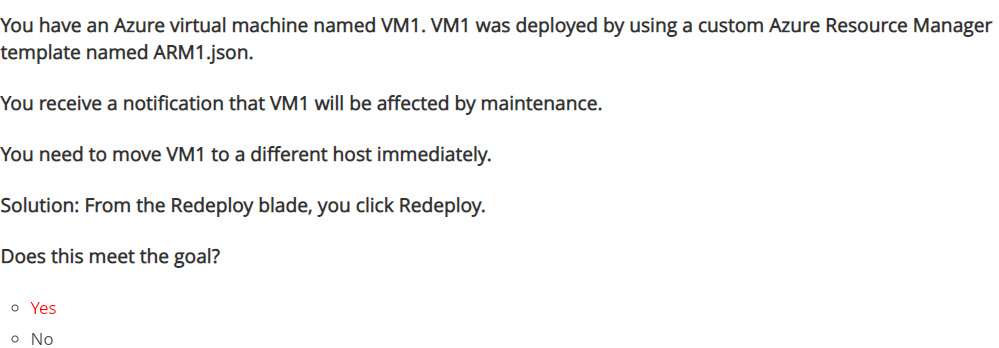 You have an Azure virtual machine named VM1. VM1 was deployed by using a custom Azure Resource Manager
template named ARM1.json.
You receive a notification that VM1 will be affected by maintenance.
You need to move VM1 to a different host immediately.
Solution: From the Redeploy blade, you click Redeploy.
Does this meet the goal?
Yes
No